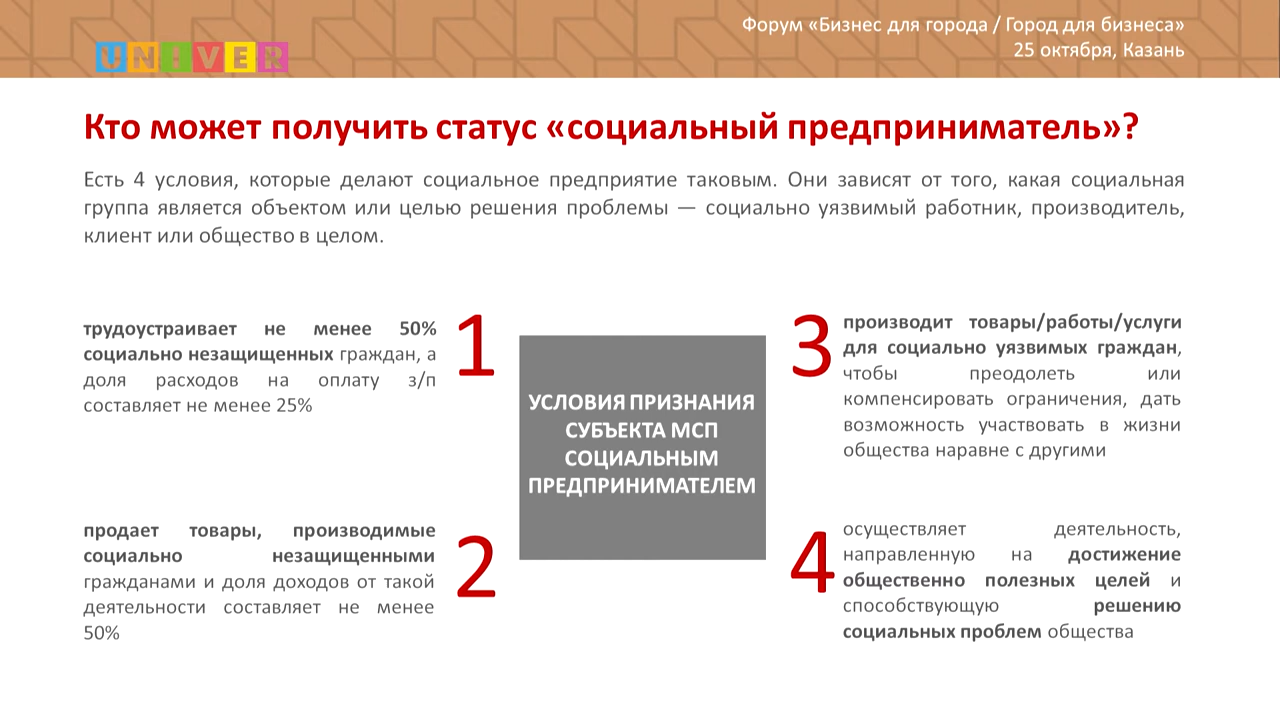 Форум «Бизнес для города / Город для бизнеса»
25 октября, Казань
UNIVER
Кто может получить статус «социальный предприниматель»?
Есть 4 условия, которые делают социальное предприятие таковым. Они зависят от того, какая социальная
группа является объектом или целью решения проблемы — социально уязвимый работник, производитель,
клиент или общество в целом.
1
трудоустраивает не менее 50%
социально незащищенных граждан, а
доля расходов на оплату з/п
составляет не менее 25%
2
продает товары, производимые
социально незащищенными
гражданами и доля доходов от такой
деятельности составляет не менее
50%
УСЛОВИЯ ПРИЗНАНИЯ
СУБЪЕКТА МСП
СОЦИАЛЬНЫМ
ПРЕДПРИНИМАТЕЛЕМ
3
производит товары/работы/услуги
для социально уязвимых граждан,
чтобы преодолеть или
компенсировать ограничения, дать
возможность участвовать в жизни
общества наравне с другими
4
осуществляет деятельность,
направленную на достижение
общественно полезных целей и
способствующую решению
социальных проблем общества